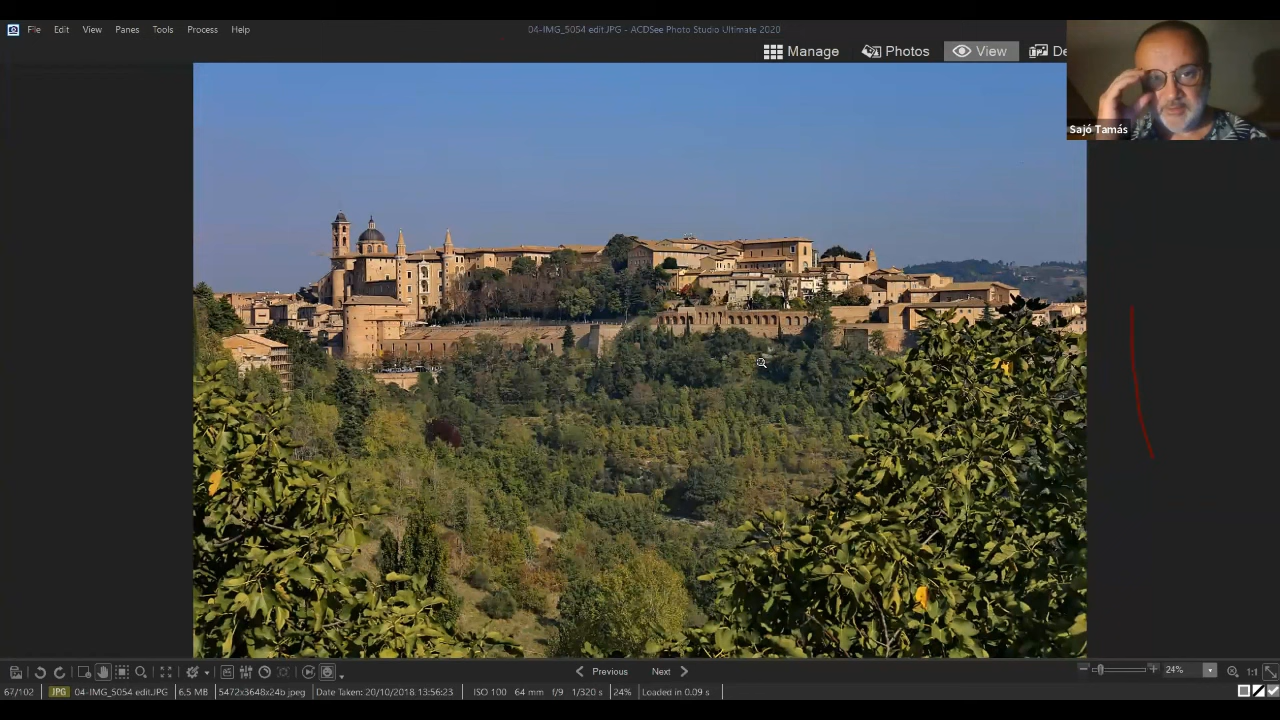 File Edit View Panes Tools Process Help
04-IMG_5054 edit.JPG - ACDSee Photo Studio Ultimate 2020
Manage Photos View De
Sajó Tamás
Previous Next
24% 1:1
67/102 JPG 04-IMG_5054 edit.JPG 6,5 MB 5472x3648x24b jpeg Date Taken: 20/10/2018 13:56:23 ISO 100 64 mm f/9 1/320 s 24% Loaded in 0.09 s